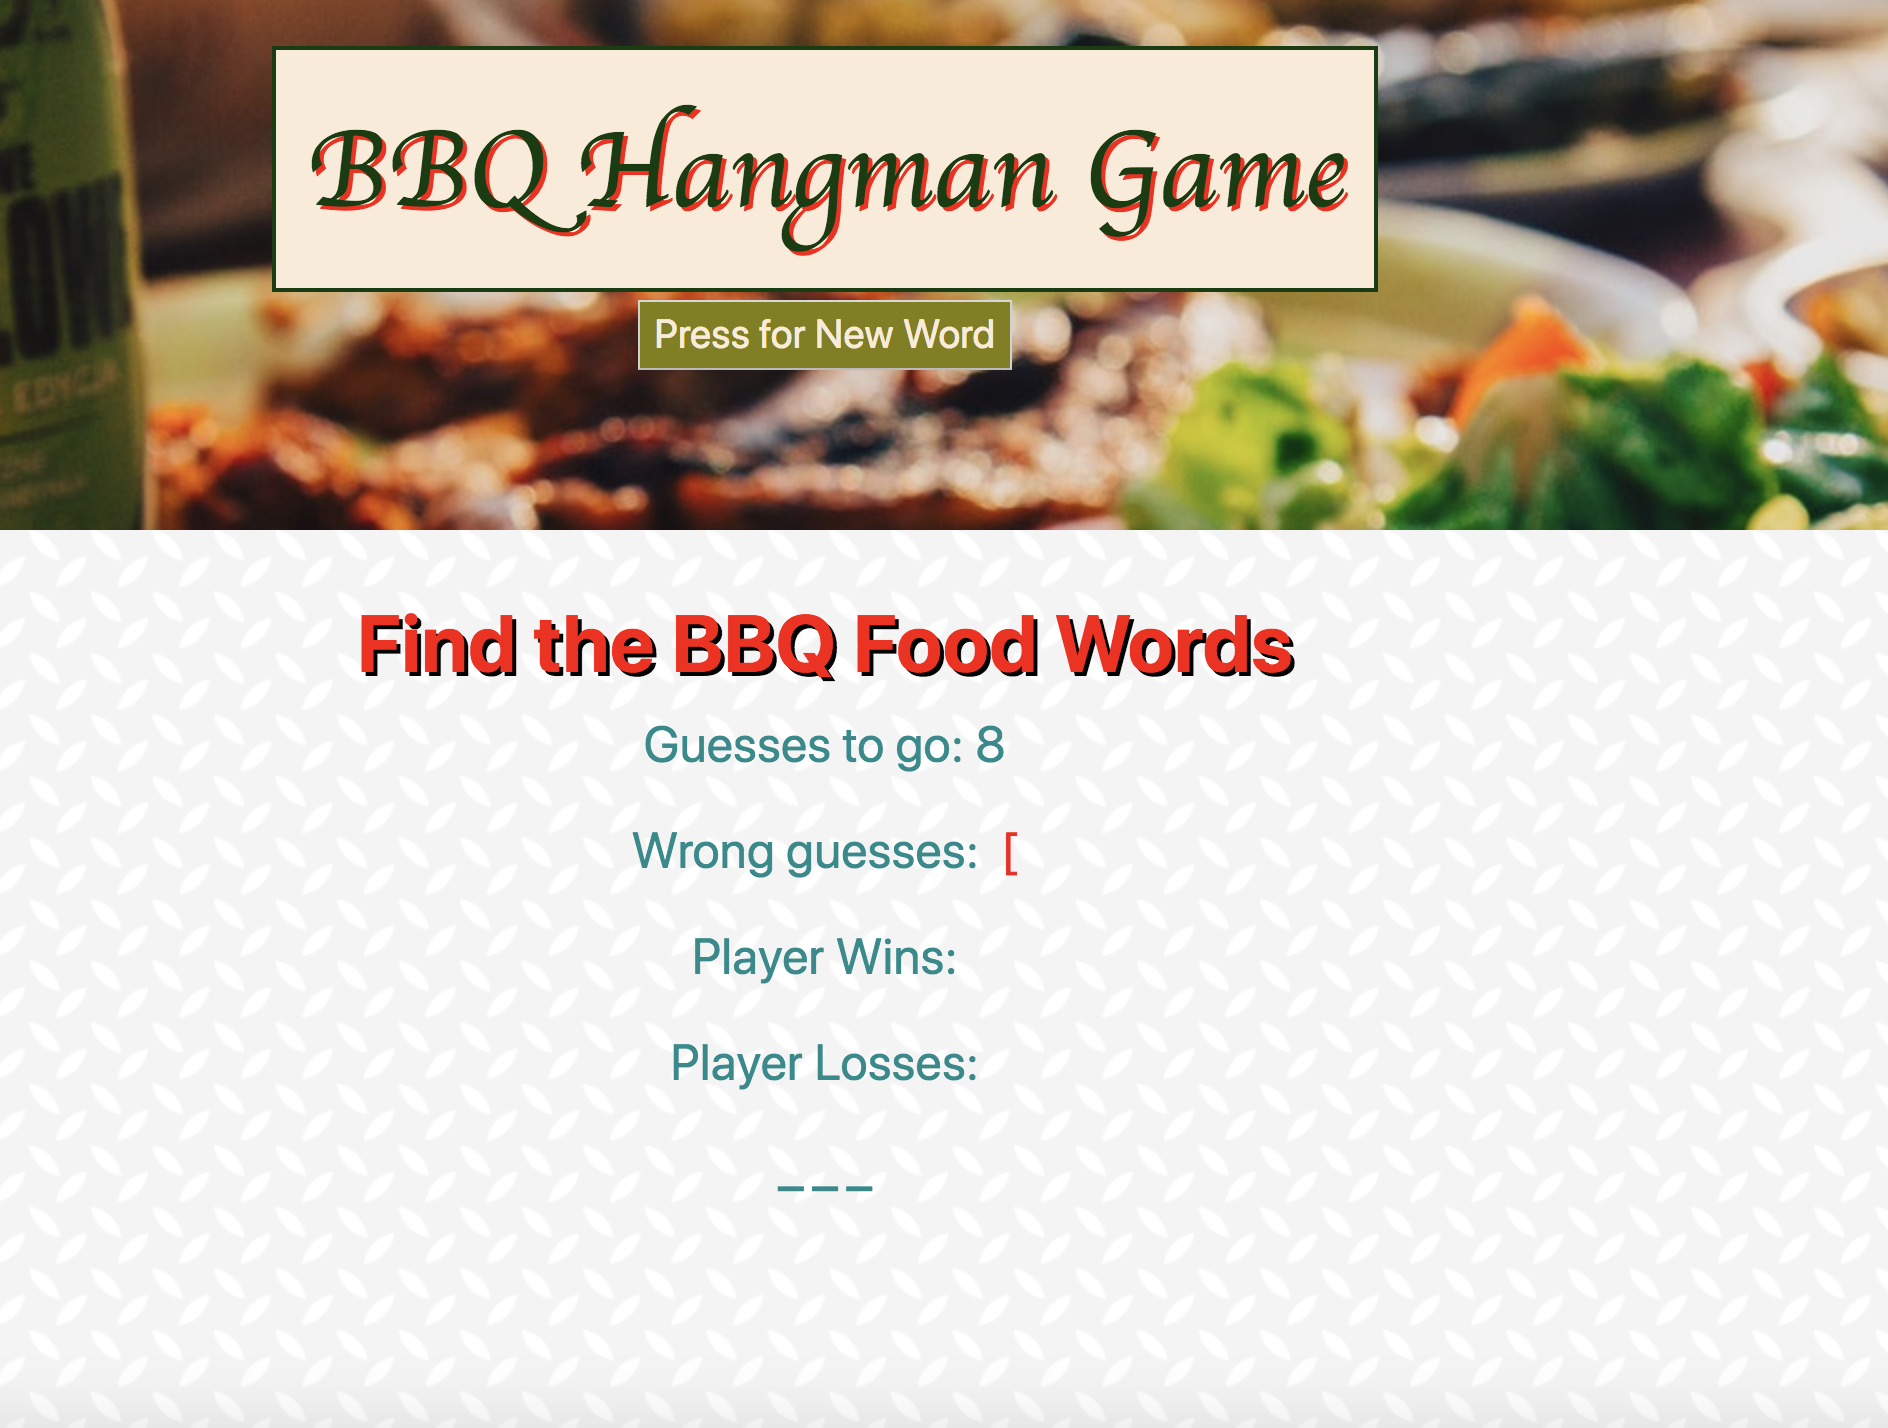 BBQ Hangman Game
Press for New Word
EDYCJA
Find the BBQ Food Words
Guesses to go: 8
Wrong guesses: [
Player Wins:
Player Losses:
_ _ _